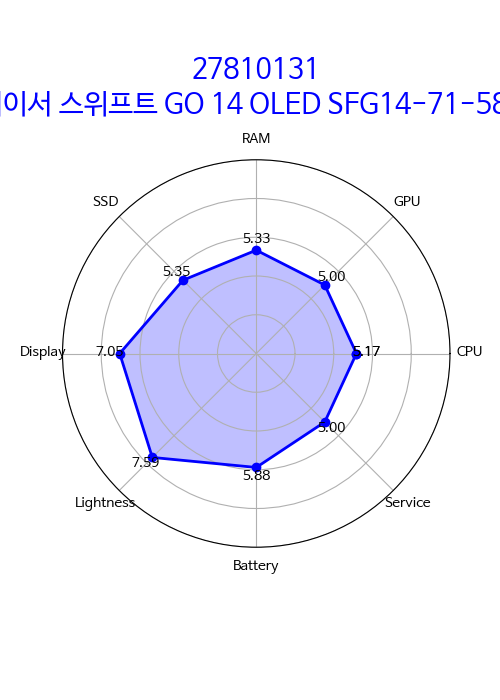 27810131
이서 스위프트 GO 14 OLED SFG14-71-58
RAM
SSD
GPU
5.33
5.35
5.00
Display
7.05
5.17
CPU
7.59
5.00
5.88
Lightness
Service
Battery